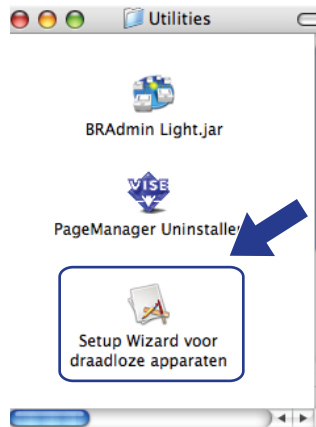 Utilities
BRAdmin Light.jar
VISE
PageManager Uninstaller
Setup Wizard voor
draadloze apparaten